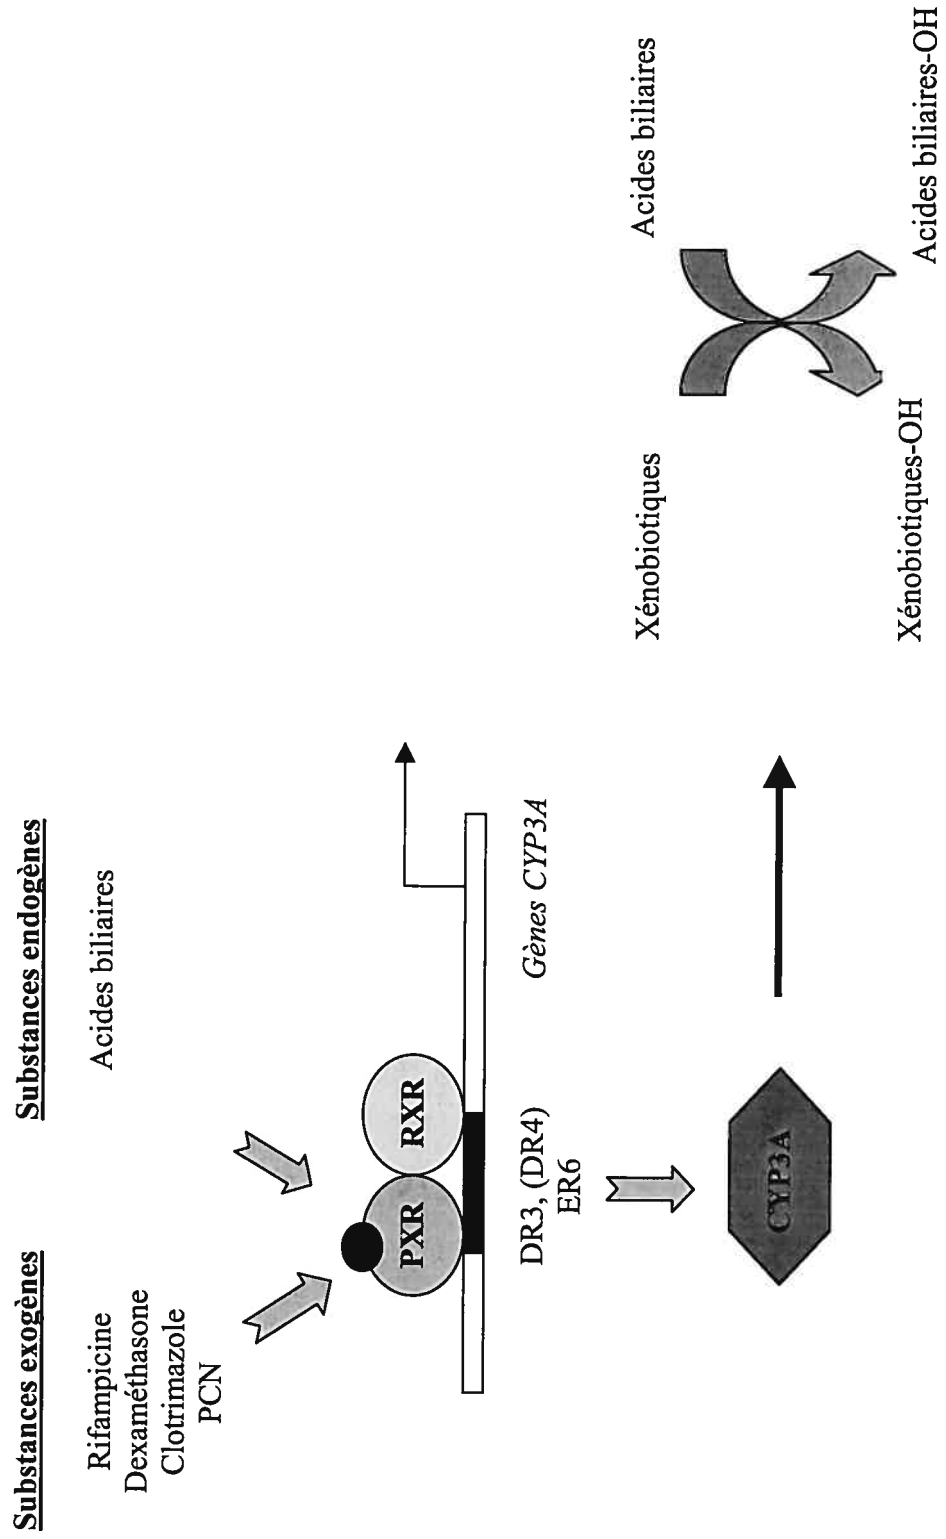 Substances exogènes
Substances endogènes
Rifampicine
Dexaméthasone
Clotrimazole
PCN
Acides biliaires
PXR
RXR
DR3, (DR4)
ER6
Gènes CYP3A
CYP3A
Xénobiotiques
Acides biliaires
Xénobiotiques-OH
Acides biliaires-OH